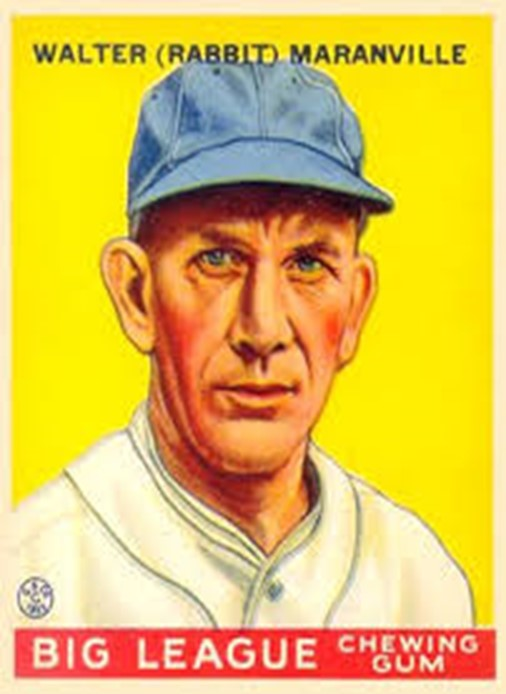 WALTER (RABBIT) MARANVILLE
BIG LEAGUE CHEWING
GUM